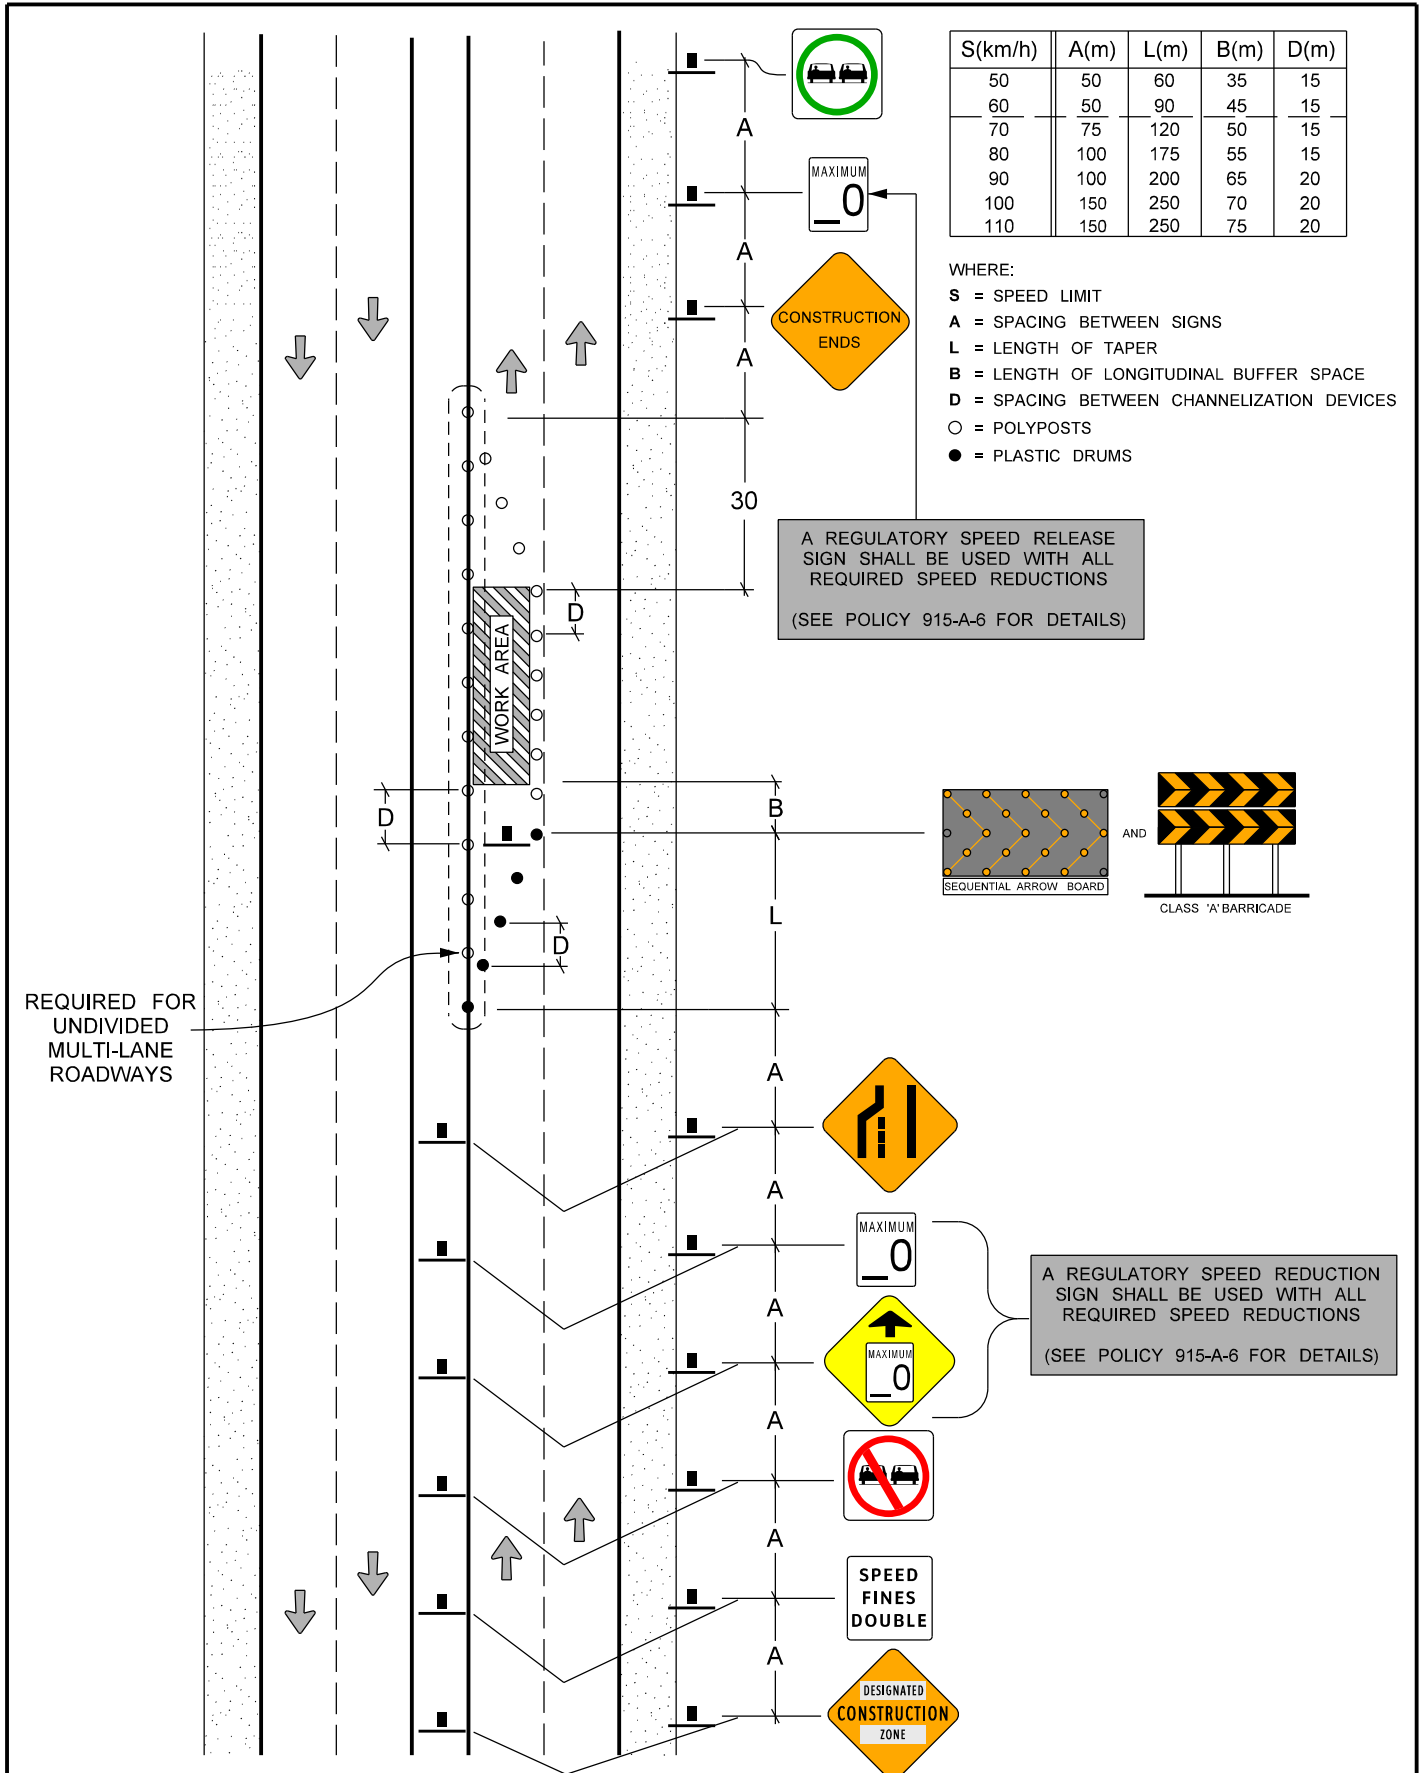 S(km/h) A(m) L(m) B(m) D(m)
50 50 60 35 15
60 50 90 45 15
70 75 120 50 15
80 100 175 55 15
90 100 200 65 20
100 150 250 70 20
110 150 250 75 20
WHERE:
S = SPEED LIMIT
A = SPACING BETWEEN SIGNS
L = LENGTH OF TAPER
B = LENGTH OF LONGITUDINAL BUFFER SPACE
D = SPACING BETWEEN CHANNELIZATION DEVICES
= POLYPOSTS
= PLASTIC DRUMS
A
MAXIMUM
_0
A
CONSTRUCTION
ENDS
A
30
A REGULATORY SPEED RELEASE
SIGN SHALL BE USED WITH ALL
REQUIRED SPEED REDUCTIONS
(SEE POLICY 915-A-6 FOR DETAILS)
D
WORK AREA
B
D
SEQUENTIAL ARROW BOARD
AND
CLASS 'A' BARRICADE
L
D
REQUIRED FOR
UNDIVIDED
MULTI-LANE
ROADWAYS
A
A
MAXIMUM
_0
A
A REGULATORY SPEED REDUCTION
SIGN SHALL BE USED WITH ALL
REQUIRED SPEED REDUCTIONS
(SEE POLICY 915-A-6 FOR DETAILS)
MAXIMUM
_0
A
A
SPEED
FINES
DOUBLE
A
DESIGNATED
CONSTRUCTION
ZONE